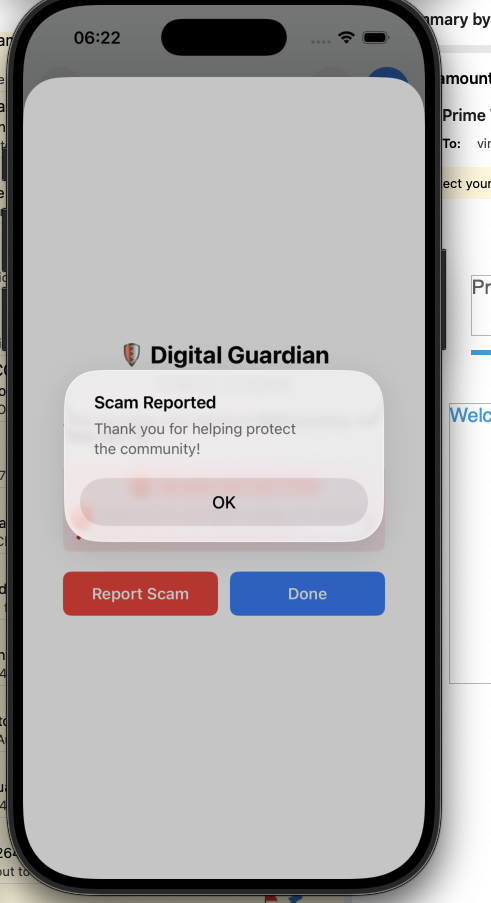 06:22
Digital Guardian
Scam Reported
Thank you for helping protect
the community!
OK
Report Scam
Done
mary by
amount
Prime
To: vir
ect your
Pr
Welc